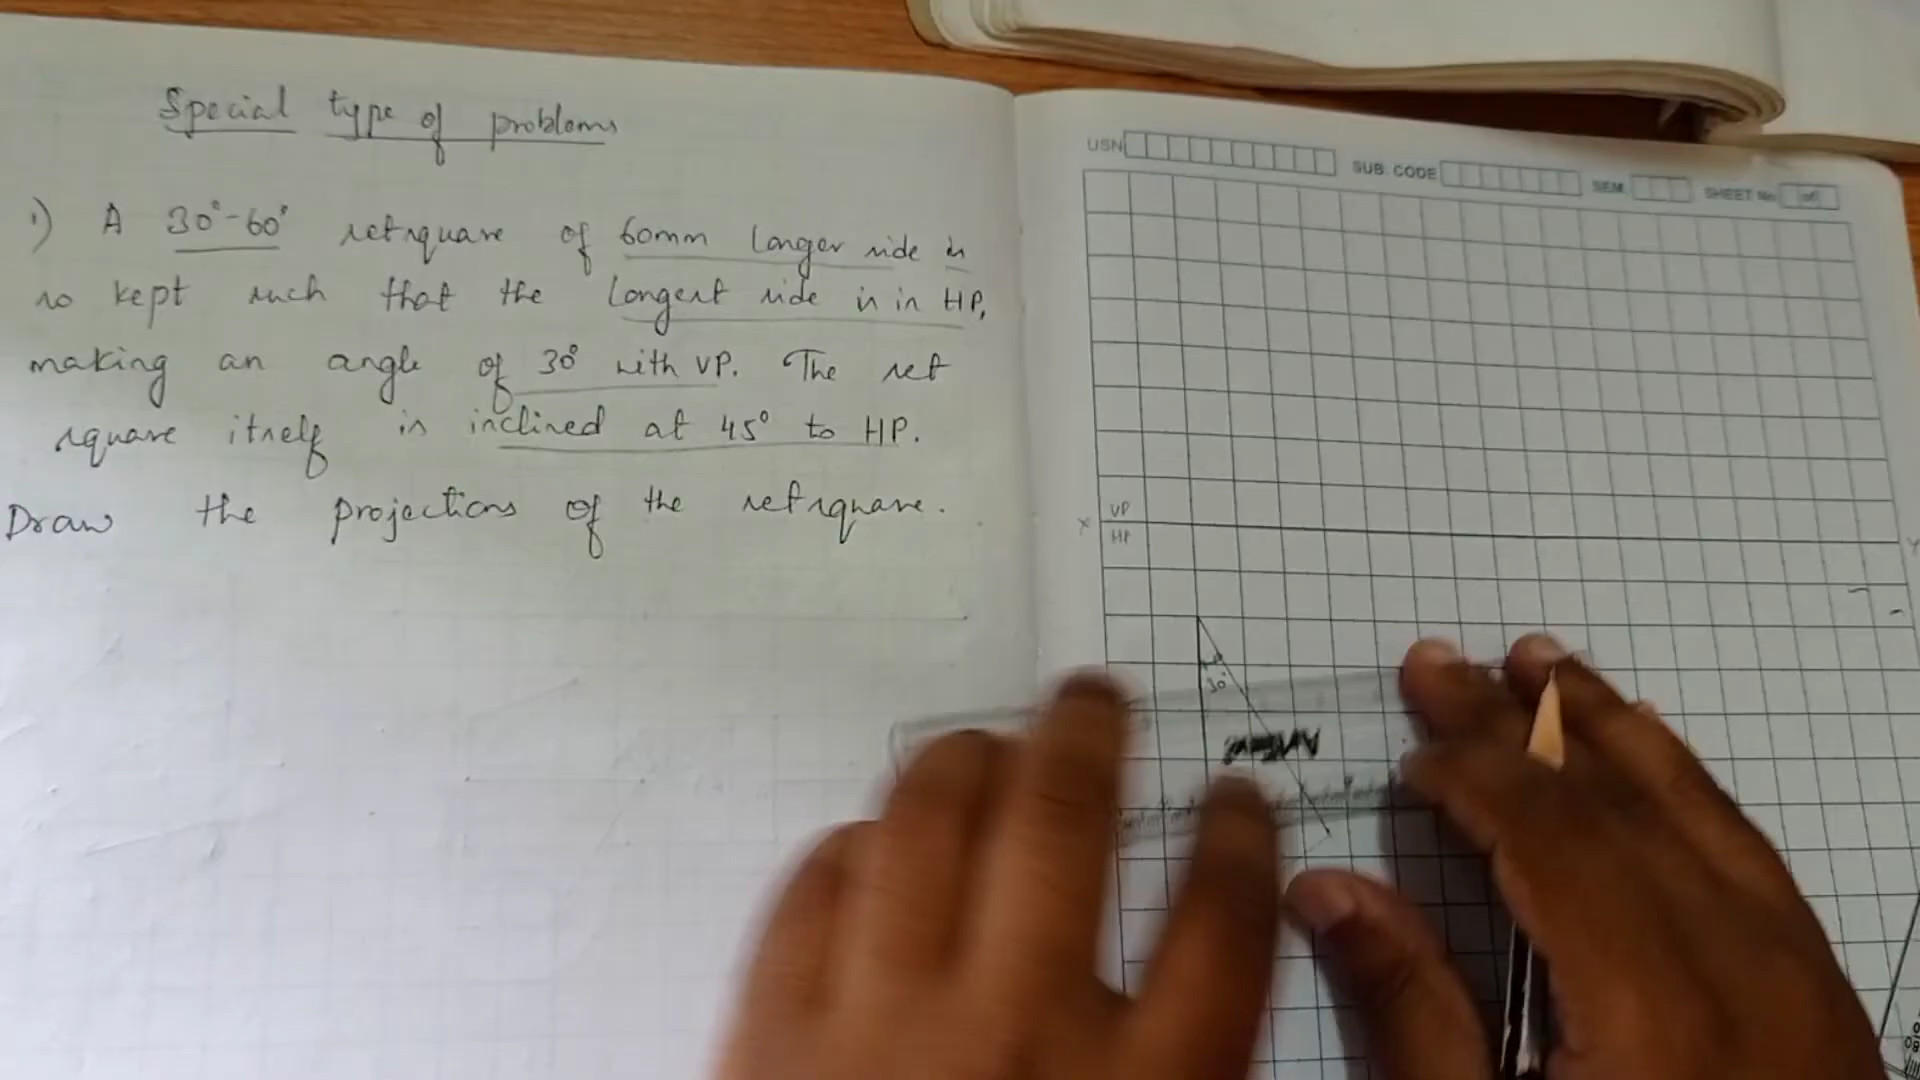 Special type of problems
1) A 30°-60° setsquare of 60mm longer side is
so kept such that the longest side is in HP,
making an angle of 30° with VP. The set
square itself is inclined at 45° to HP.
Draw the projections of the setsquare.
USN SUB. CODE SEM SHEET No of
VP
X Y
HP
30°